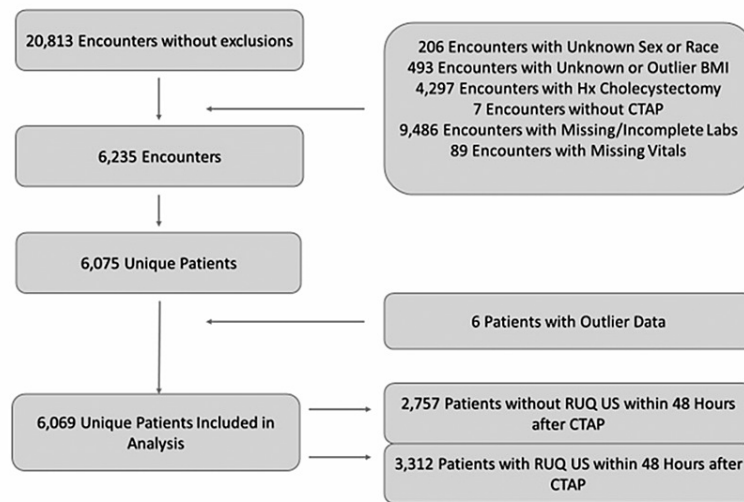 20,813 Encounters without exclusions
206 Encounters with Unknown Sex or Race
493 Encounters with Unknown or Outlier BMI
4,297 Encounters with Hx Cholecystectomy
7 Encounters without CTAP
9,486 Encounters with Missing/Incomplete Labs
89 Encounters with Missing Vitals
6,235 Encounters
6,075 Unique Patients
6 Patients with Outlier Data
6,069 Unique Patients Included in
Analysis
2,757 Patients without RUQ US within 48 Hours
after CTAP
3,312 Patients with RUQ US within 48 Hours after
CTAP